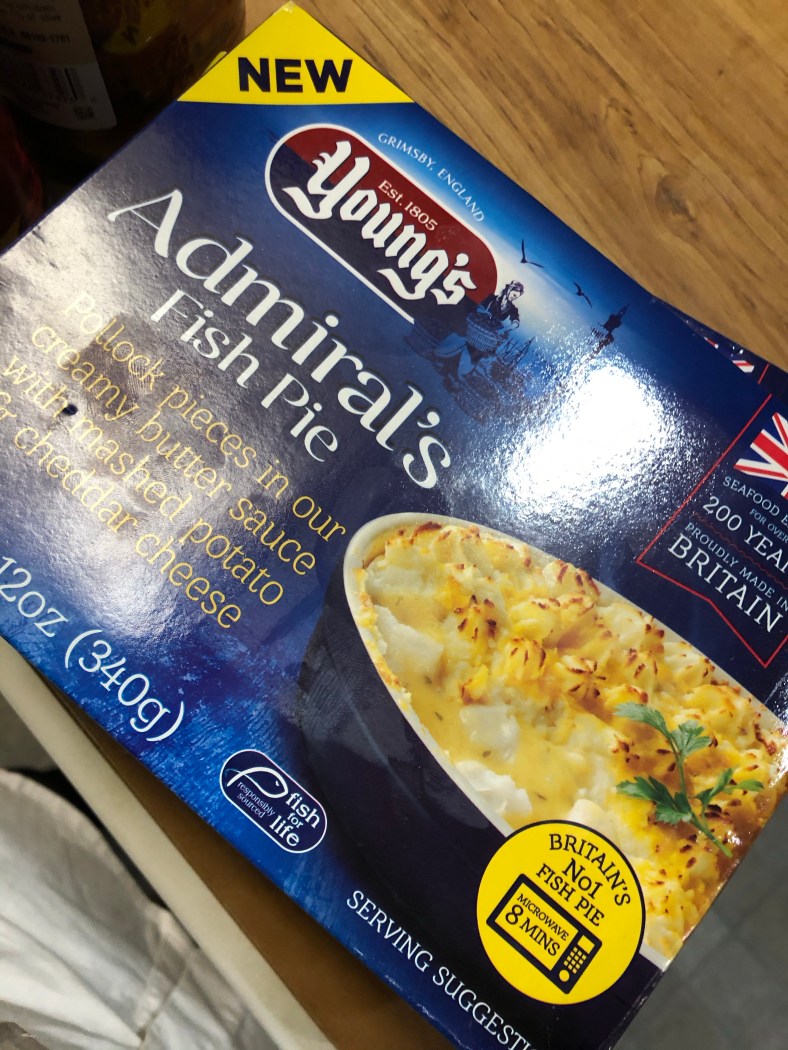 NEW
GRIMSBY, ENGLAND
Est. 1805
Young's
Admiral's
Fish Pie
Pollock pieces in our
creamy butter sauce
with mashed potato
& cheddar cheese
12oz (340g)
fish
for
life
responsibly
sourced
SEAFOOD
FOR OVER
200
PROUDLY MADE IN
BRITAIN
BRITAIN'S
No1
FISH PIE
MICROWAVE
8 MINS
SERVING